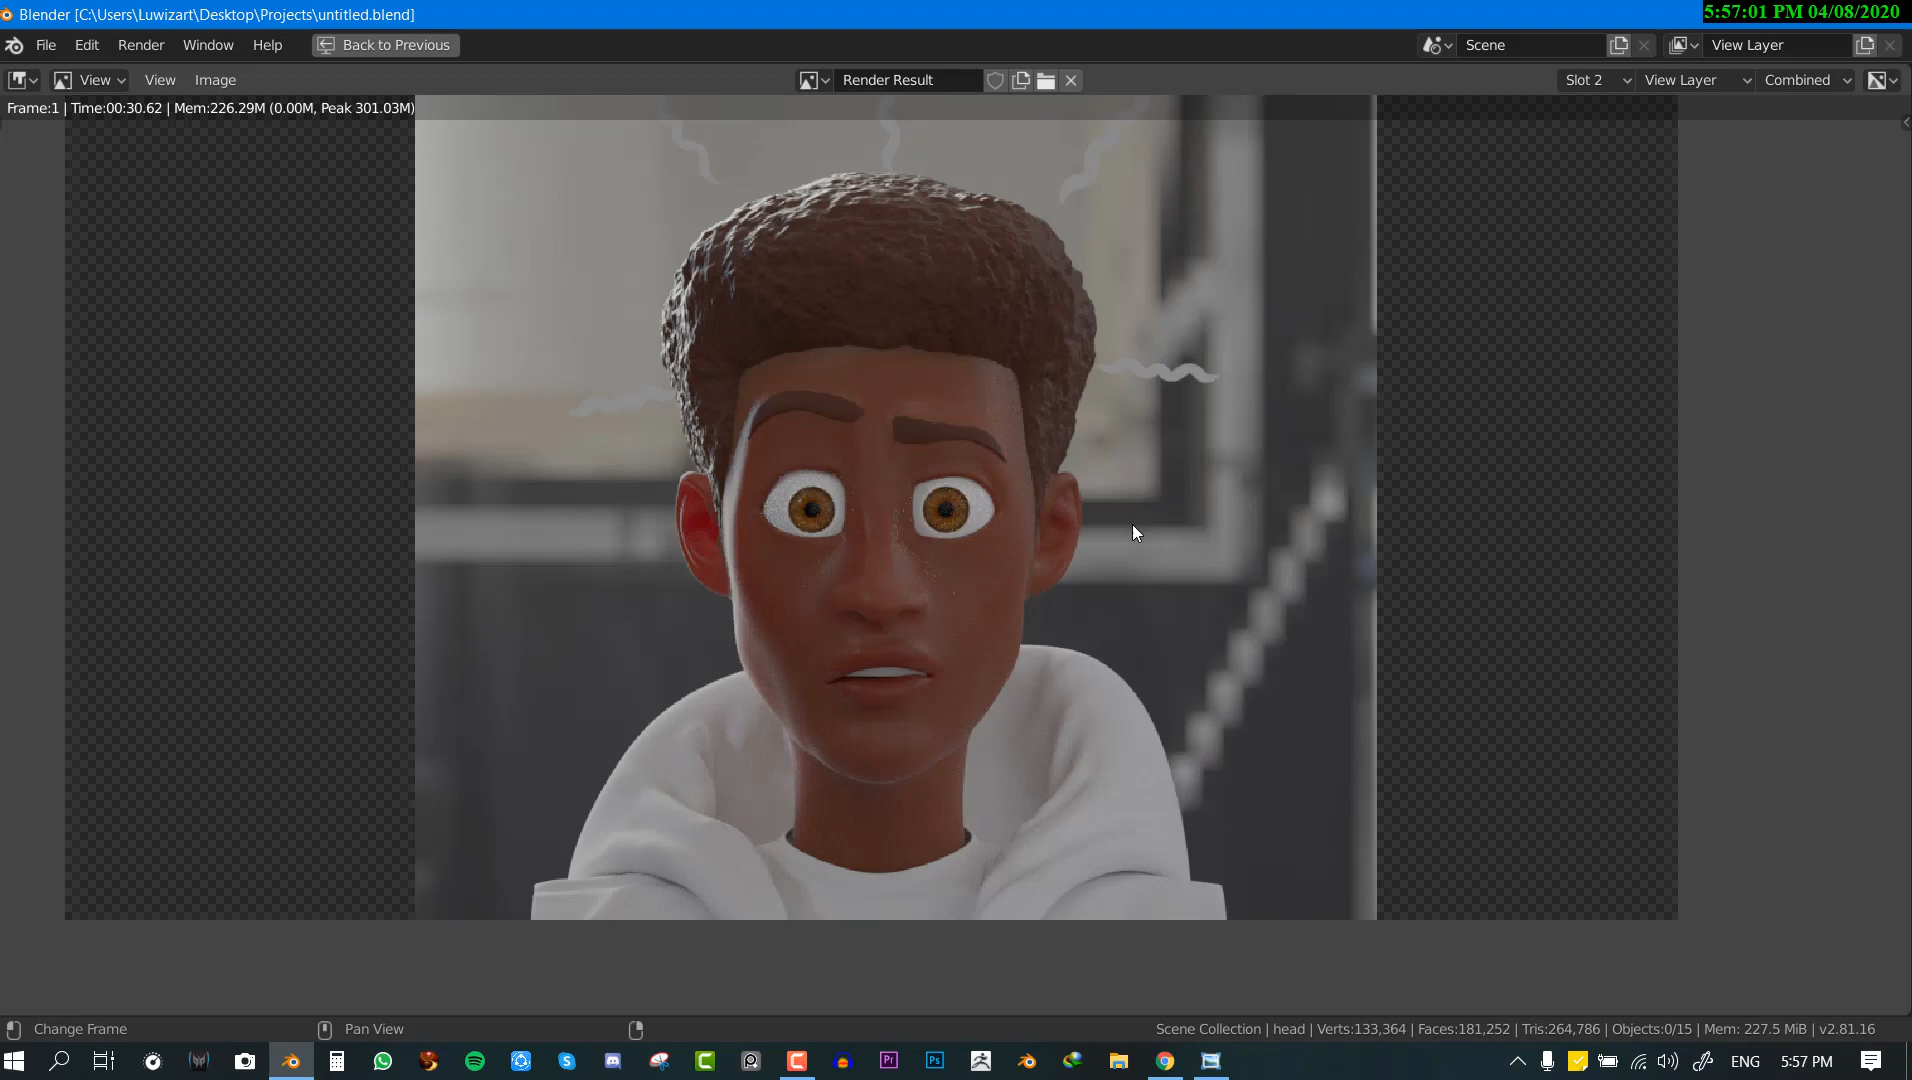 Blender [C:\Users\Luwizart\Desktop\Projects\untitled.blend]
5:57:01 PM 04/08/2020
File Edit Render Window Help Back to Previous Scene View Layer
View View Image Render Result Slot 2 View Layer Combined
Frame:1 | Time:00:30.62 | Mem:226.29M (0.00M, Peak 301.03M)
Change Frame Pan View Scene Collection | head | Verts:133,364 | Faces:181,252 | Tris:264,786 | Objects:0/15 | Mem: 227.5 MiB | v2.81.16
Pr Ps ENG 5:57 PM